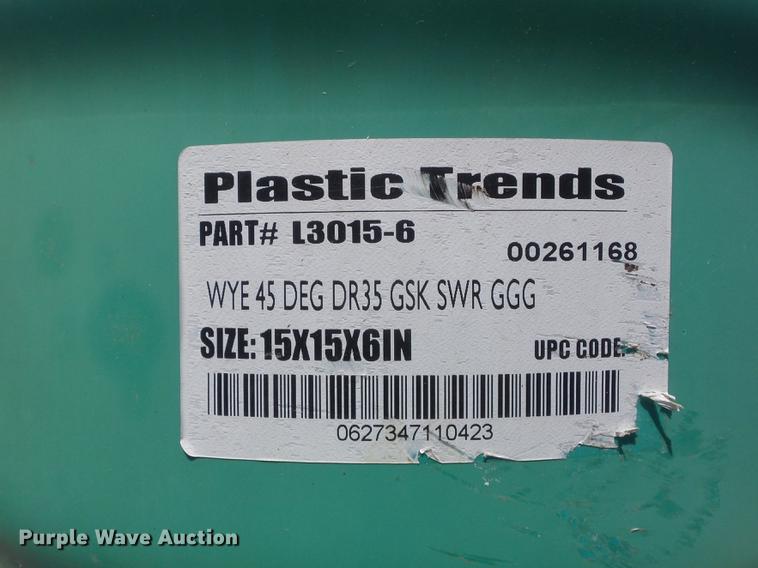 Plastic Trends
PART# L3015-6
00261168
WYE 45 DEG DR35 GSK SWR GGG
SIZE: 15X15X6IN
UPC CODE:
0627347110423
Purple Wave Auction